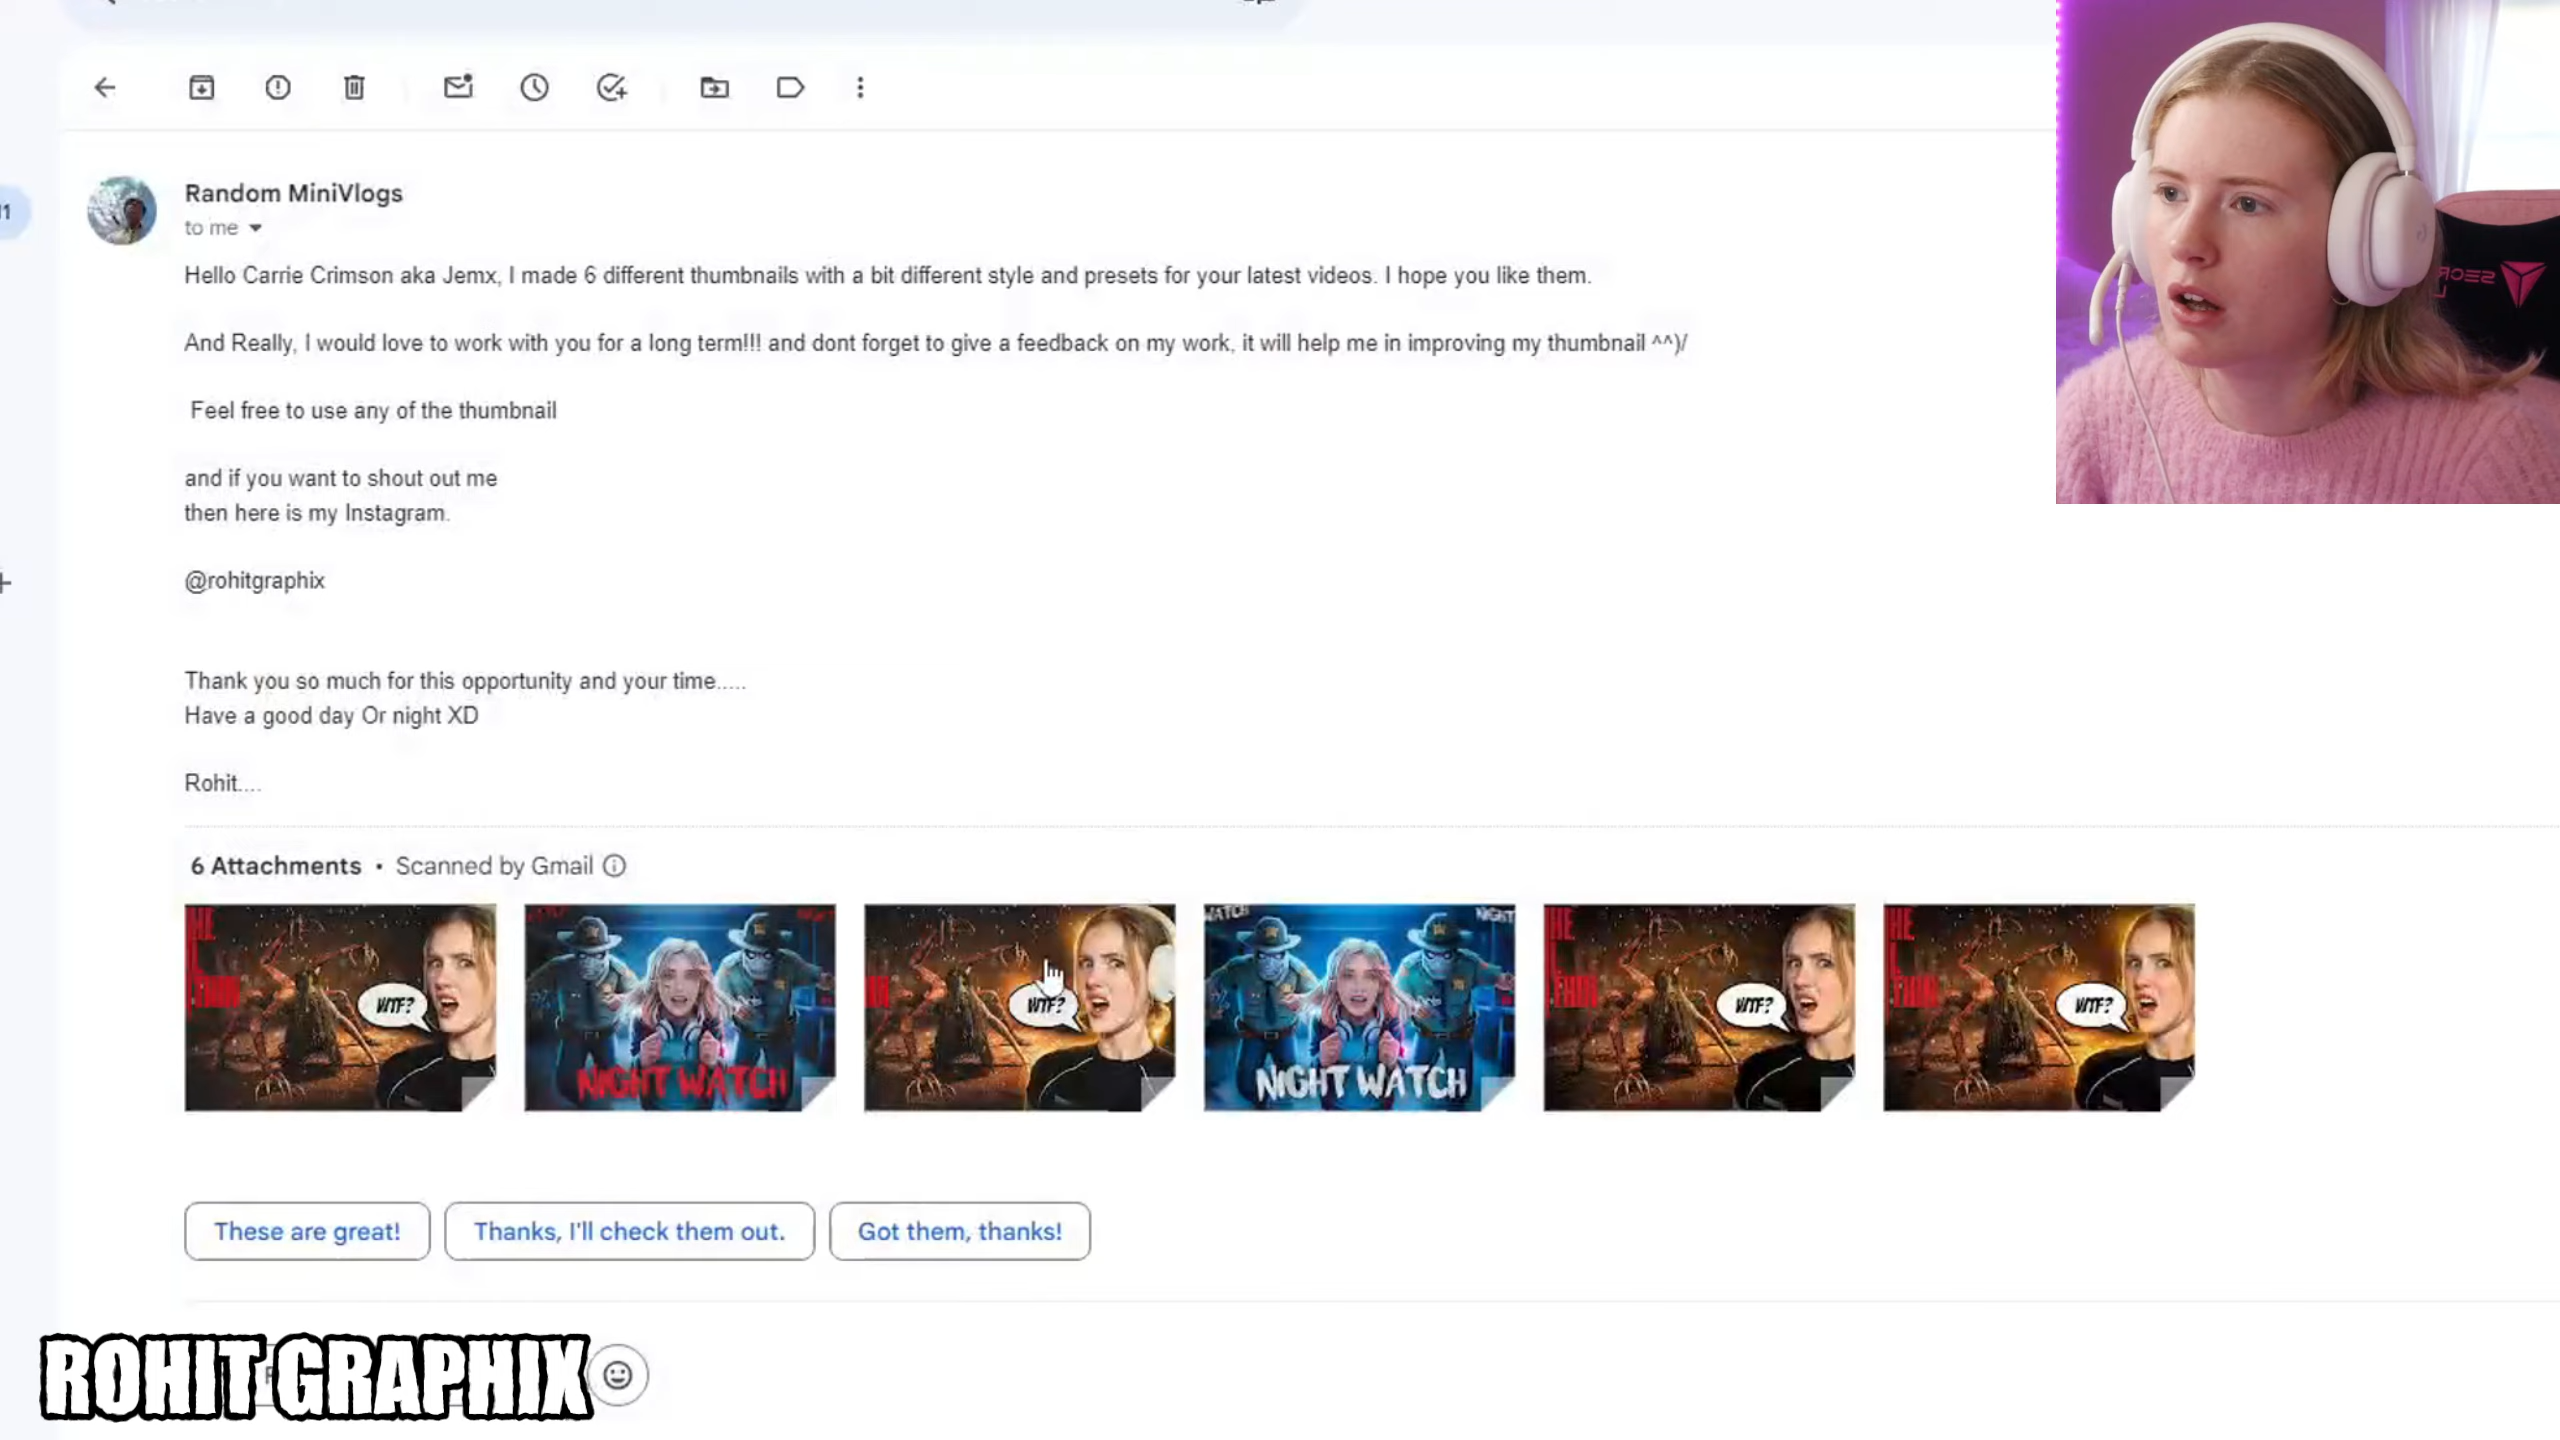 11
Random MiniVlogs
to me
Hello Carrie Crimson aka Jemx, I made 6 different thumbnails with a bit different style and presets for your latest videos. I hope you like them.
And Really, I would love to work with you for a long term!!! and dont forget to give a feedback on my work, it will help me in improving my thumbnail ^^)/
Feel free to use any of the thumbnail
and if you want to shout out me
then here is my Instagram.
@rohitgraphix
Thank you so much for this opportunity and your time.....
Have a good day Or night XD
Rohit....
6 Attachments • Scanned by Gmail
HE
WTF?
NIGHT WATCH
WTF?
WATCH
NIGHT
NIGHT WATCH
HE
WTF?
HE
WTF?
These are great!
Thanks, I'll check them out.
Got them, thanks!
ROHIT GRAPHIX